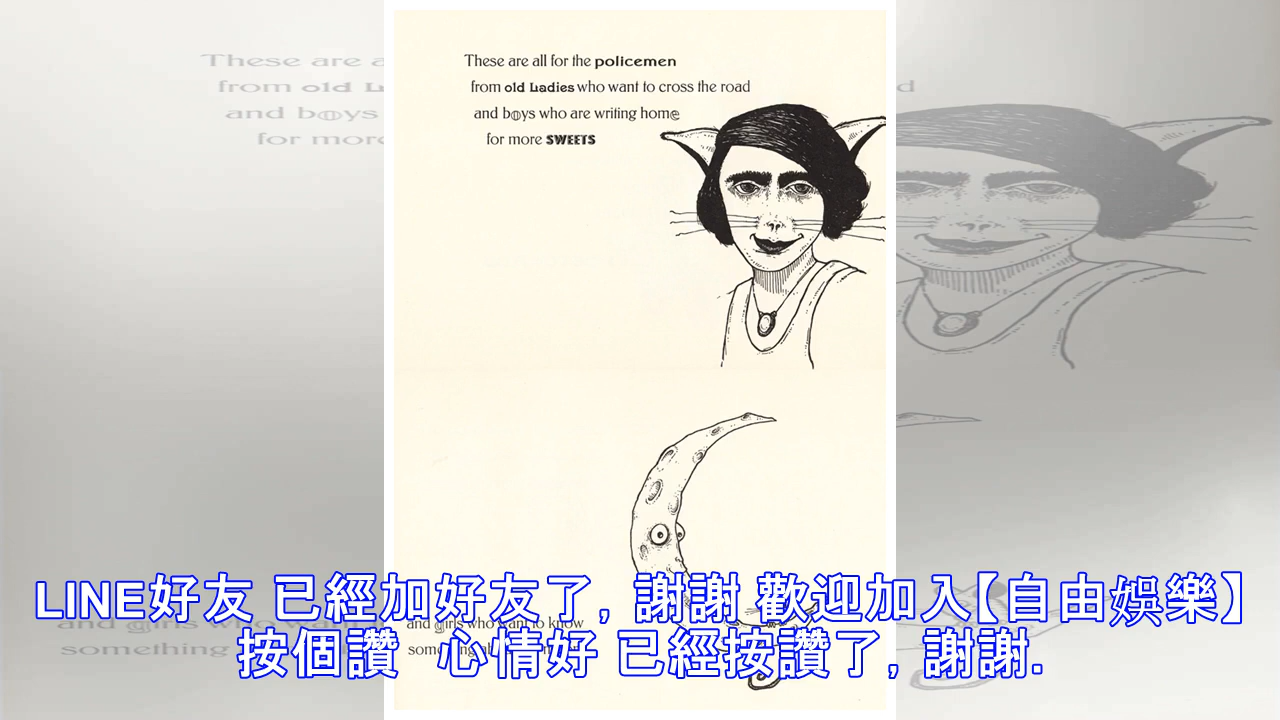 These are all for the policemen
from old Ladies who want to cross the road
and boys who are writing home
for more SWEETS
and girls who want to know
LINE好友 已經加好友了, 謝謝 歡迎加入【自由娛樂】
按個讚 心情好 已經按讚了, 謝謝.